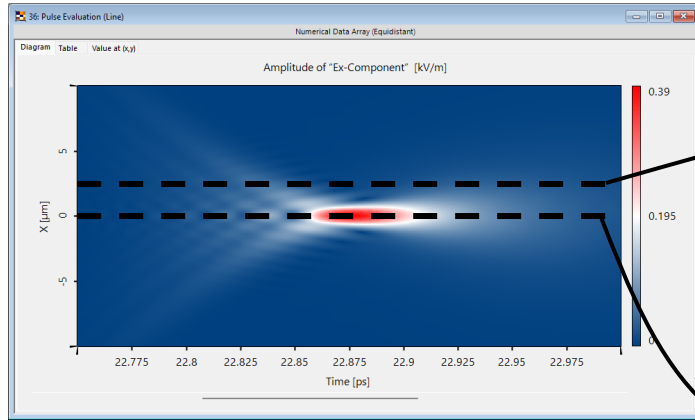 36: Pulse Evaluation (Line)
Numerical Data Array (Equidistant)
Diagram Table Value at (x,y)
Amplitude of "Ex-Component" [kV/m]
0.39
5
X [µm]
0.195
0
-5
0
22.775 22.8 22.825 22.85 22.875 22.9 22.925 22.95 22.975
Time [ps]